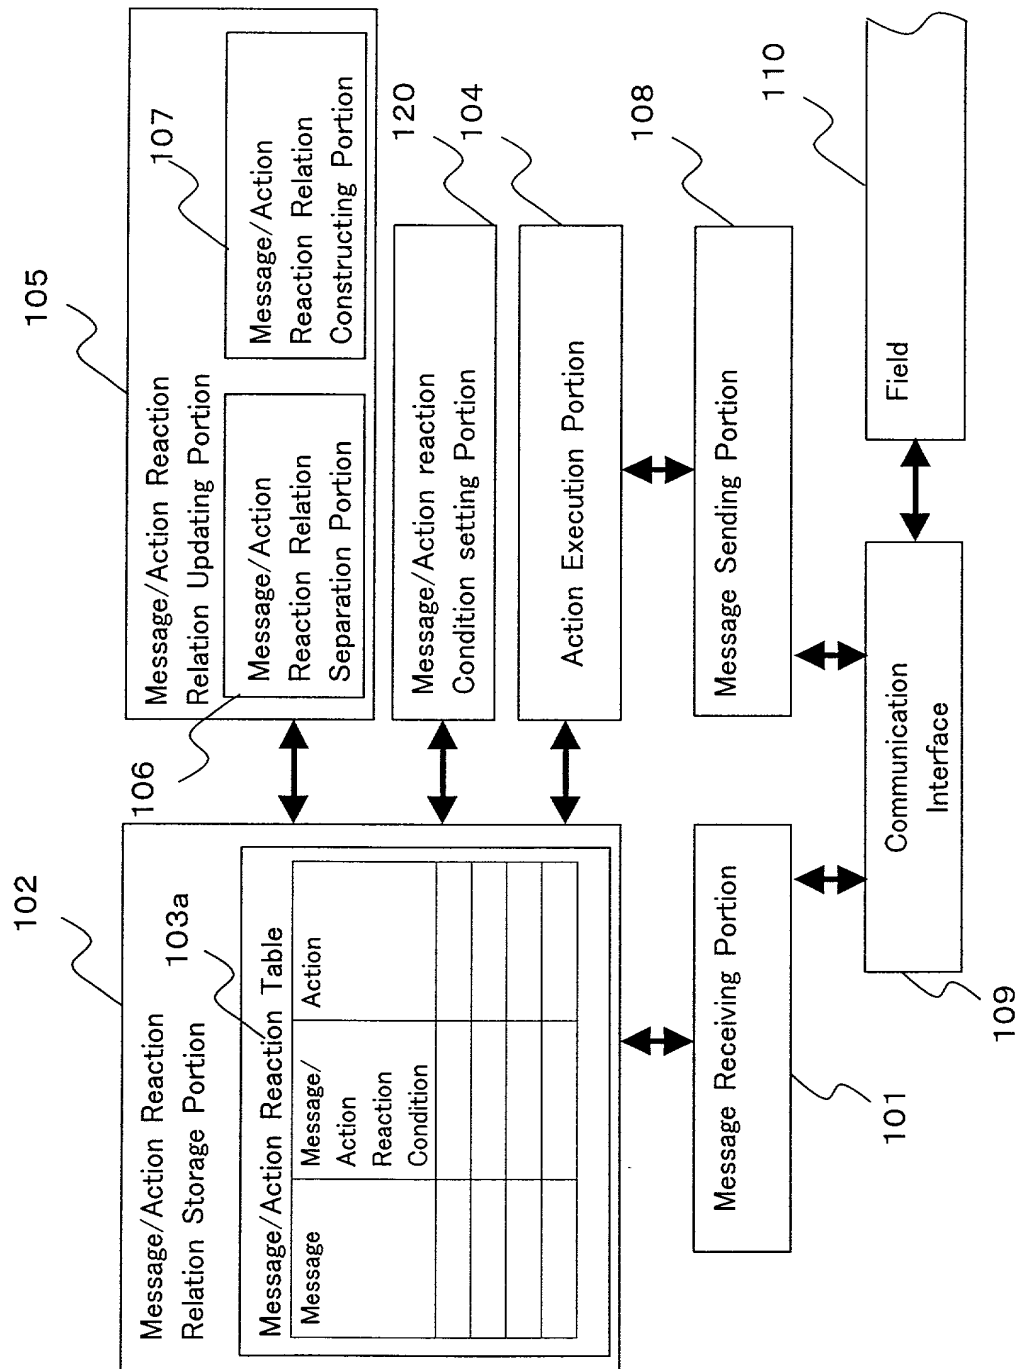 102
Message/Action Reaction
Relation Storage Portion
103a
Message/Action Reaction Table
Message
Message/
Action
Reaction
Condition
Action
105
Message/Action Reaction
Relation Updating Portion
106
Message/Action
Reaction Relation
Separation Portion
107
Message/Action
Reaction Relation
Constructing Portion
120
Message/Action reaction
Condition setting Portion
104
Action Execution Portion
101
Message Receiving Portion
108
Message Sending Portion
109
Communication
Interface
110
Field